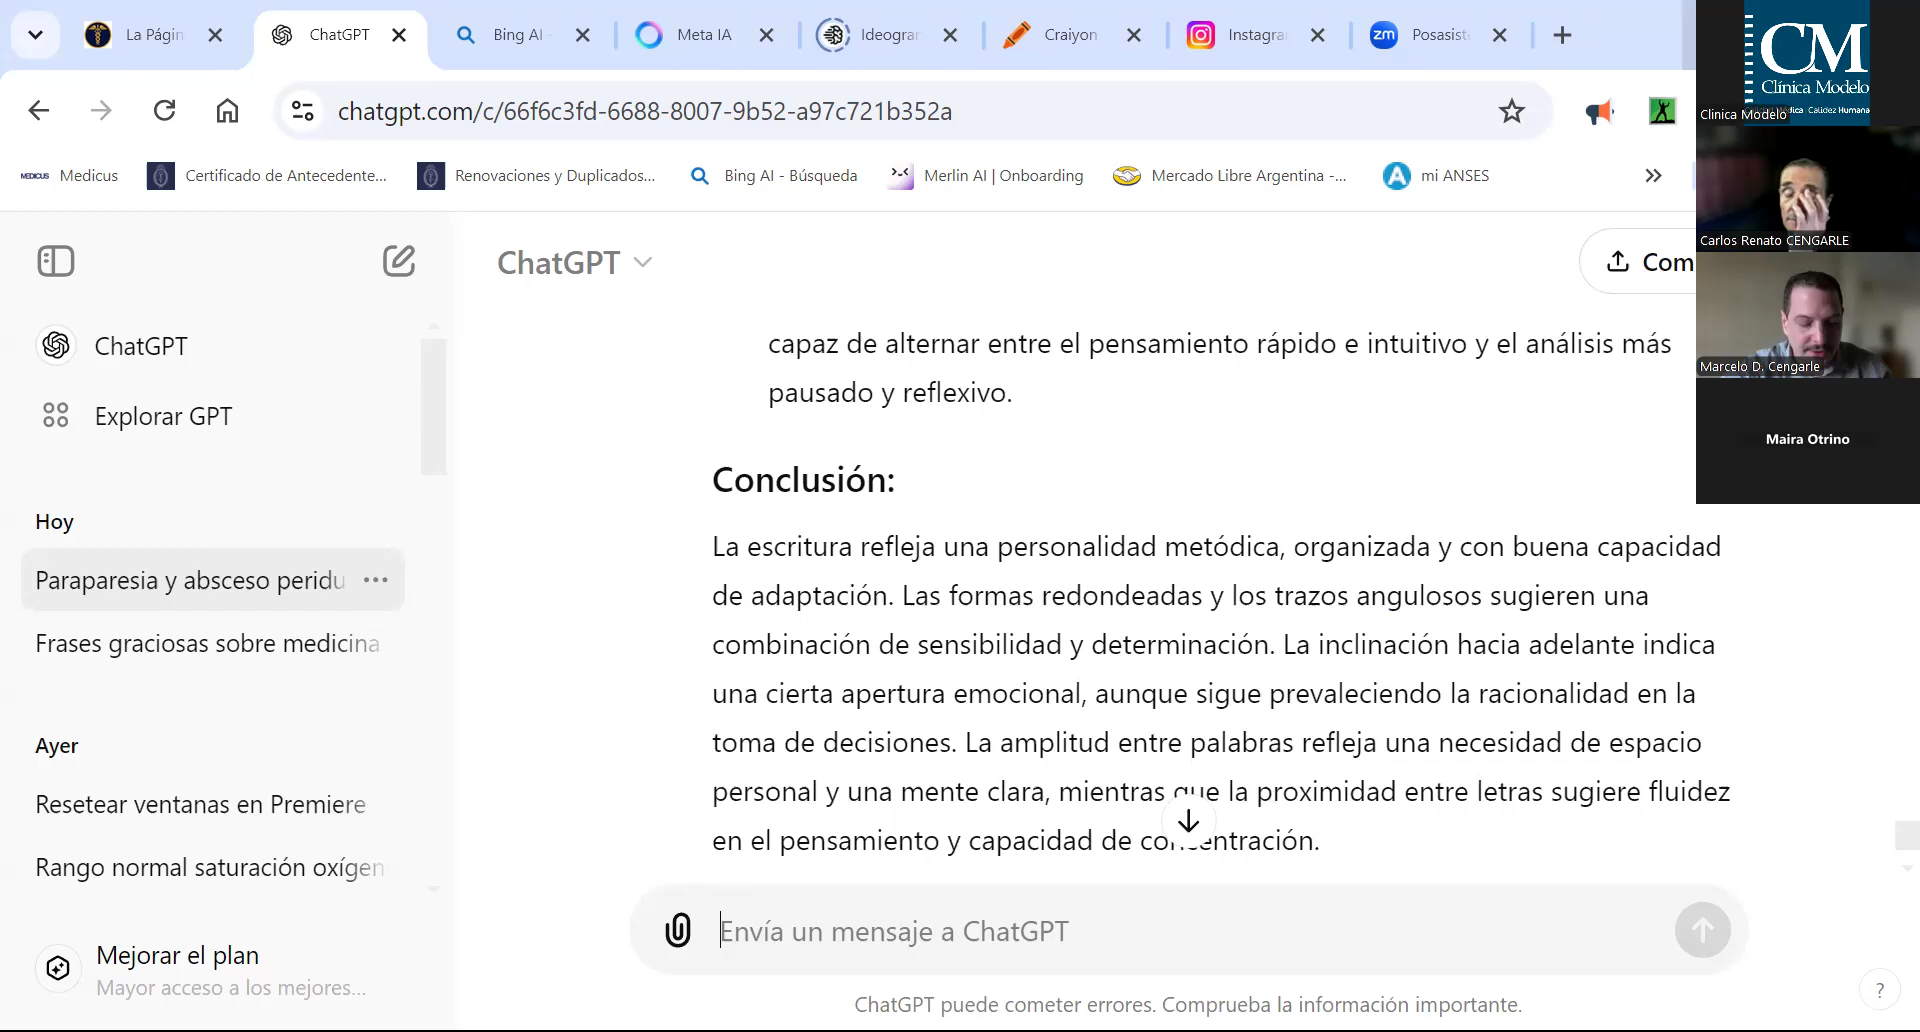 La Págin
ChatGPT
Bing AI -
Meta IA
Ideogra
Craiyon
Instagra
zm
Posasist
chatgpt.com/c/66f6c3fd-6688-8007-9b52-a97c721b352a
MEDICUS Medicus
Certificado de Antecedente...
Renovaciones y Duplicados...
Bing AI - Búsqueda
Merlin AI | Onboarding
Mercado Libre Argentina -...
mi ANSES
ChatGPT
Explorar GPT
Hoy
Paraparesia y absceso peridu
Frases graciosas sobre medicina
Ayer
Resetear ventanas en Premiere
Rango normal saturación oxígen
Mejorar el plan
Mayor acceso a los mejores...
ChatGPT
Com
capaz de alternar entre el pensamiento rápido e intuitivo y el análisis más
pausado y reflexivo.
Conclusión:
La escritura refleja una personalidad metódica, organizada y con buena capacidad
de adaptación. Las formas redondeadas y los trazos angulosos sugieren una
combinación de sensibilidad y determinación. La inclinación hacia adelante indica
una cierta apertura emocional, aunque sigue prevaleciendo la racionalidad en la
toma de decisiones. La amplitud entre palabras refleja una necesidad de espacio
personal y una mente clara, mientras que la proximidad entre letras sugiere fluidez
en el pensamiento y capacidad de concentración.
Envía un mensaje a ChatGPT
ChatGPT puede cometer errores. Comprueba la información importante.
?
CM
Clínica Modelo
Calidez Humana
Clinica Modelo
Carlos Renato CENGARLE
Marcelo D. Cengarle
Maira Otrino